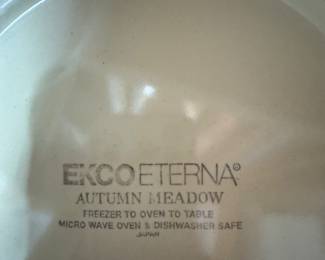 EKCO ETERNA®
AUTUMN MEADOW
FREEZER TO OVEN TO TABLE
MICRO WAVE OVEN & DISHWASHER SAFE
JAPAN